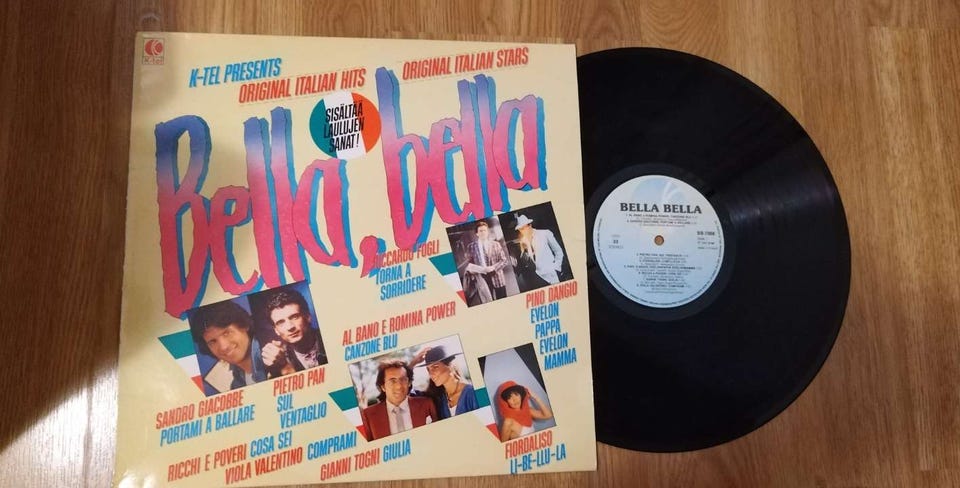 K-tel
K-TEL PRESENTS
ORIGINAL ITALIAN HITS
ORIGINAL ITALIAN STARS
SISÄLTÄÄ
LAULUJEN
SANAT!
Bella, bella
RICCARDO FOGLI
TORNA A
SORRIDERE
PINO DANGIO
EVELON
PAPPA
EVELON
MAMMA
AL BANO E ROMINA POWER
CANZONE BLU
SANDRO GIACOBBE
PORTAMI A BALLARE
PIETRO PAN
SUL
VENTAGLIO
RICCHI E POVERI COSA SEI
VIOLA VALENTINO COMPRAMI
GIANNI TOGNI GIULIA
FIORDALISO
LI-BE-LLU-LA
BELLA BELLA
33